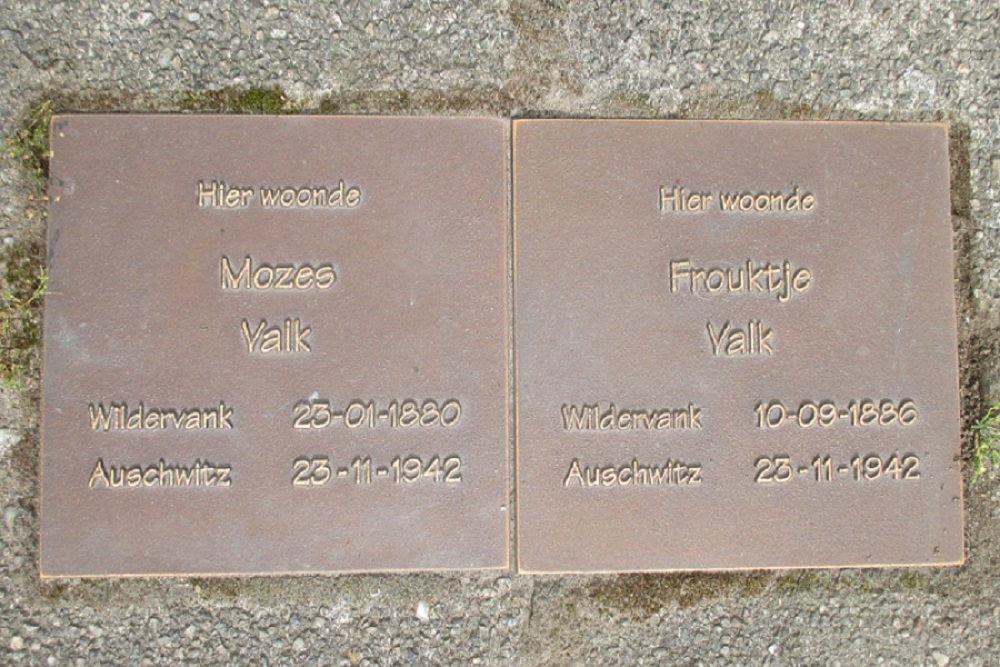 Hier woonde
Mozes
Valk
Wildervank 23-01-1880
Auschwitz 23-11-1942
Hier woonde
Frouktje
Valk
Wildervank 10-09-1886
Auschwitz 23-11-1942